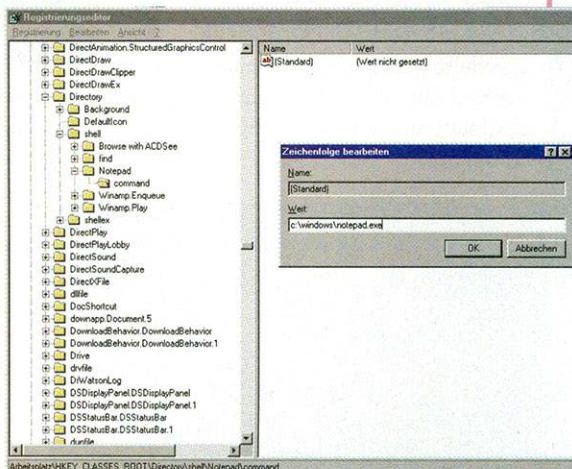 Registrierungseditor
Registrierung Bearbeiten Ansicht ?
DirectAnimation.StructuredGraphicsControl
DirectDraw
DirectDrawClipper
DirectDrawEx
Directory
Background
DefaultIcon
shell
Browse with ACDSee
find
Notepad
command
Winamp.Enqueue
Winamp.Play
shellex
DirectPlay
DirectPlayLobby
DirectSound
DirectSoundCapture
DirectXFile
dllfile
DocShortcut
downapp.Document.5
DownloadBehavior.DownloadBehavior
DownloadBehavior.DownloadBehavior.1
Drive
drvfile
DrWatsonLog
DSDisplayPanel.DSDisplayPanel
DSDisplayPanel.DSDisplayPanel.1
DSStatusBar.DSStatusBar
DSStatusBar.DSStatusBar.1
dunfile
Name Wert
ab (Standard) (Wert nicht gesetzt)
Zeichenfolge bearbeiten
Name:
(Standard)
Wert:
c:\windows\notepad.exe
OK Abbrechen
Arbeitsplatz\HKEY_CLASSES_ROOT\Directory\shell\Notepad\command